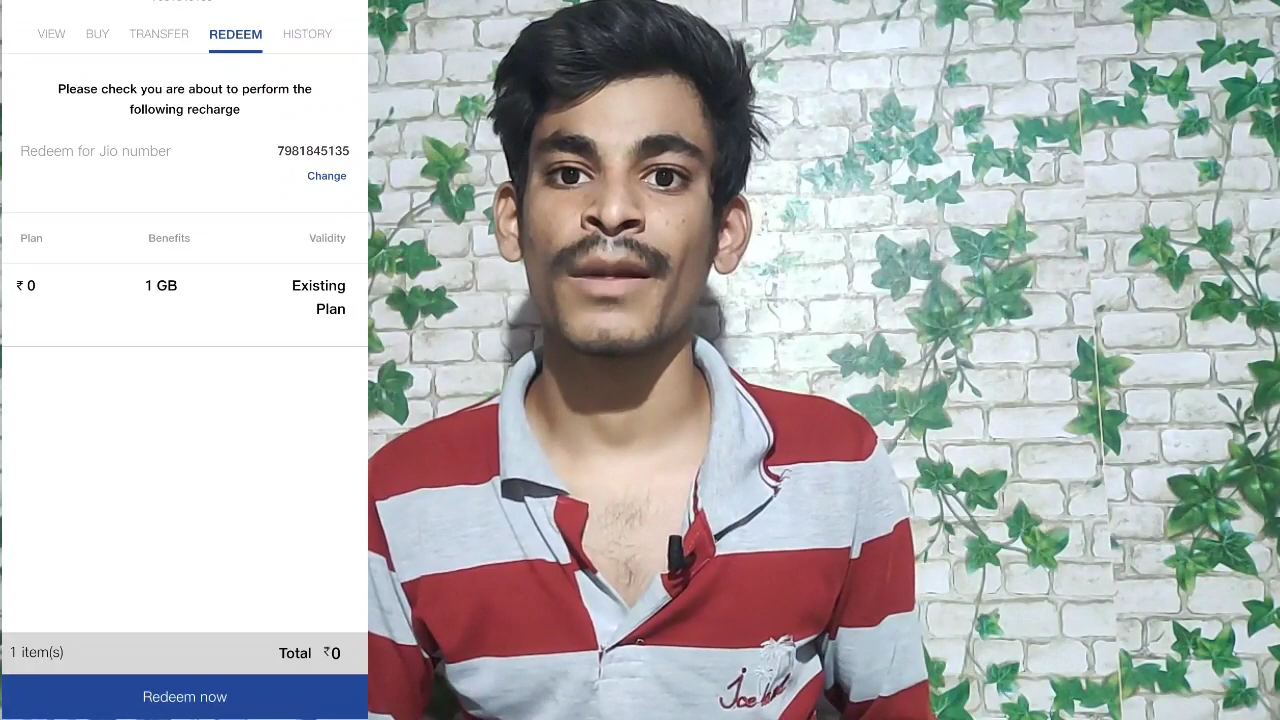 VIEW BUY TRANSFER REDEEM HISTORY
Please check you are about to perform the
following recharge
Redeem for Jio number 7981845135
Change
Plan Benefits Validity
₹ 0 1 GB Existing
Plan
1 item(s) Total ₹0
Redeem now